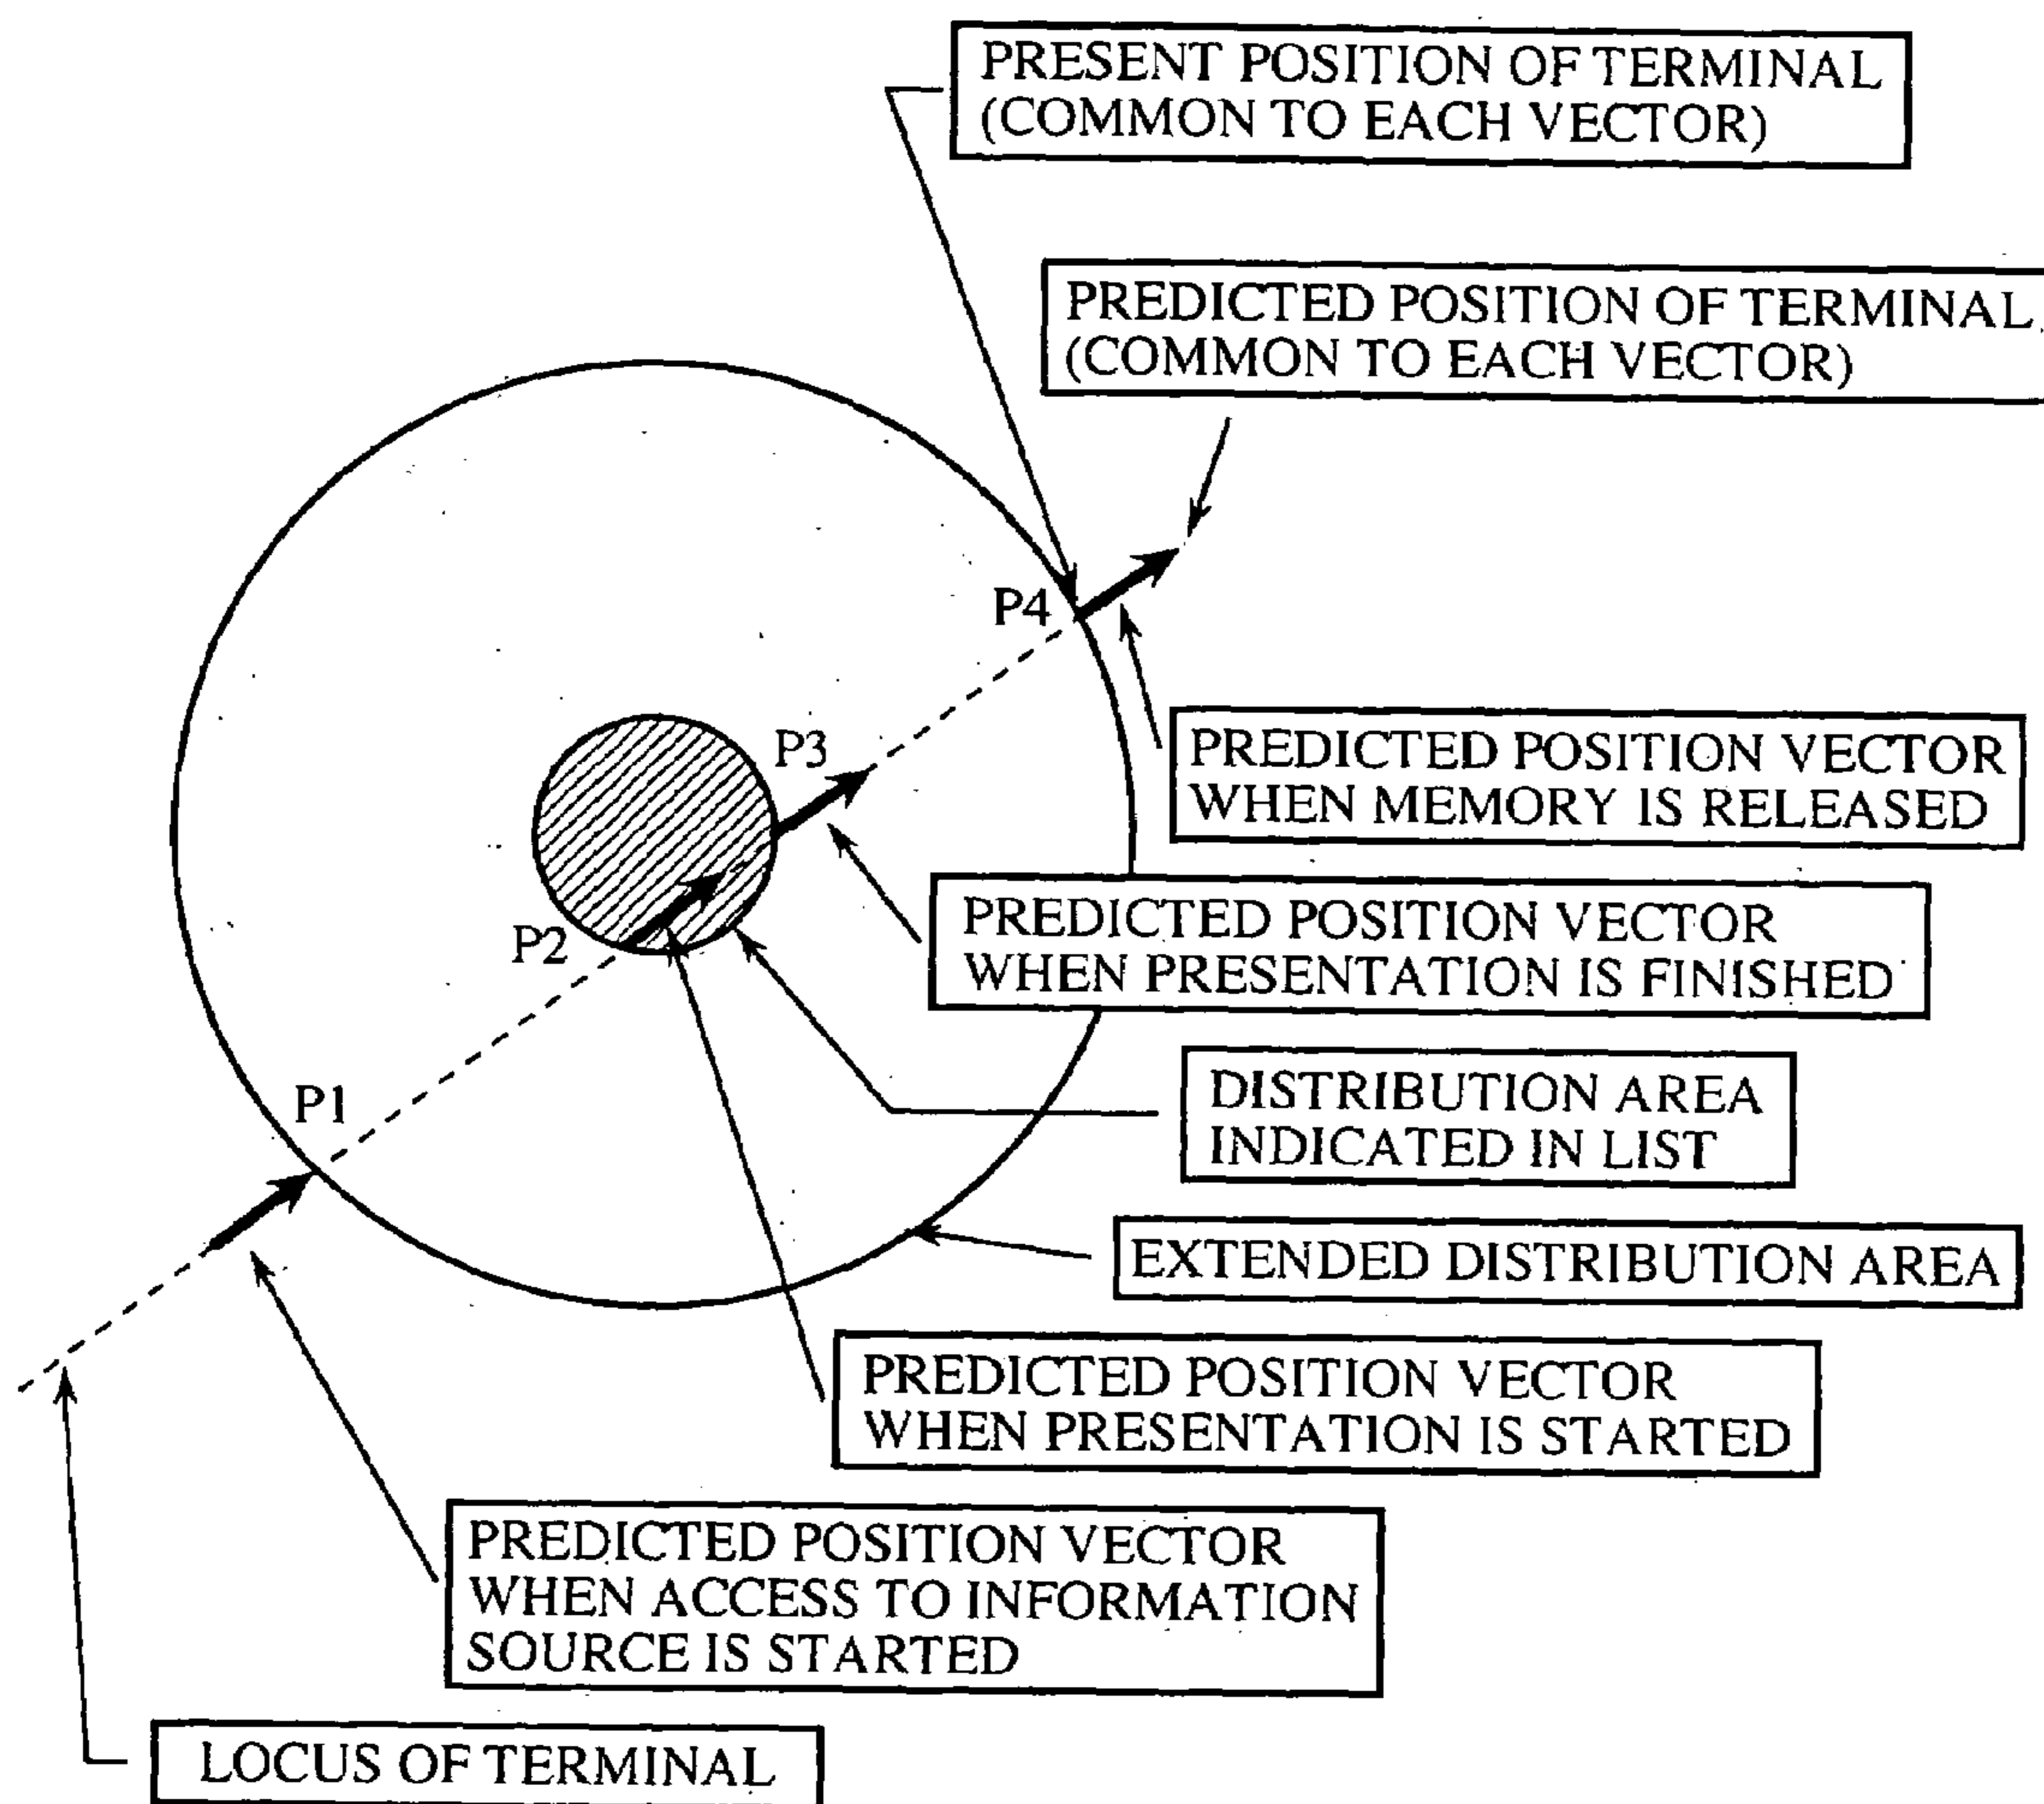 PRESENT POSITION OF TERMINAL
(COMMON TO EACH VECTOR)
PREDICTED POSITION OF TERMINAL
(COMMON TO EACH VECTOR)
P4
P3
PREDICTED POSITION VECTOR
WHEN MEMORY IS RELEASED
P2
PREDICTED POSITION VECTOR
WHEN PRESENTATION IS FINISHED
P1
DISTRIBUTION AREA
INDICATED IN LIST
EXTENDED DISTRIBUTION AREA
PREDICTED POSITION VECTOR
WHEN PRESENTATION IS STARTED
PREDICTED POSITION VECTOR
WHEN ACCESS TO INFORMATION
SOURCE IS STARTED
LOCUS OF TERMINAL